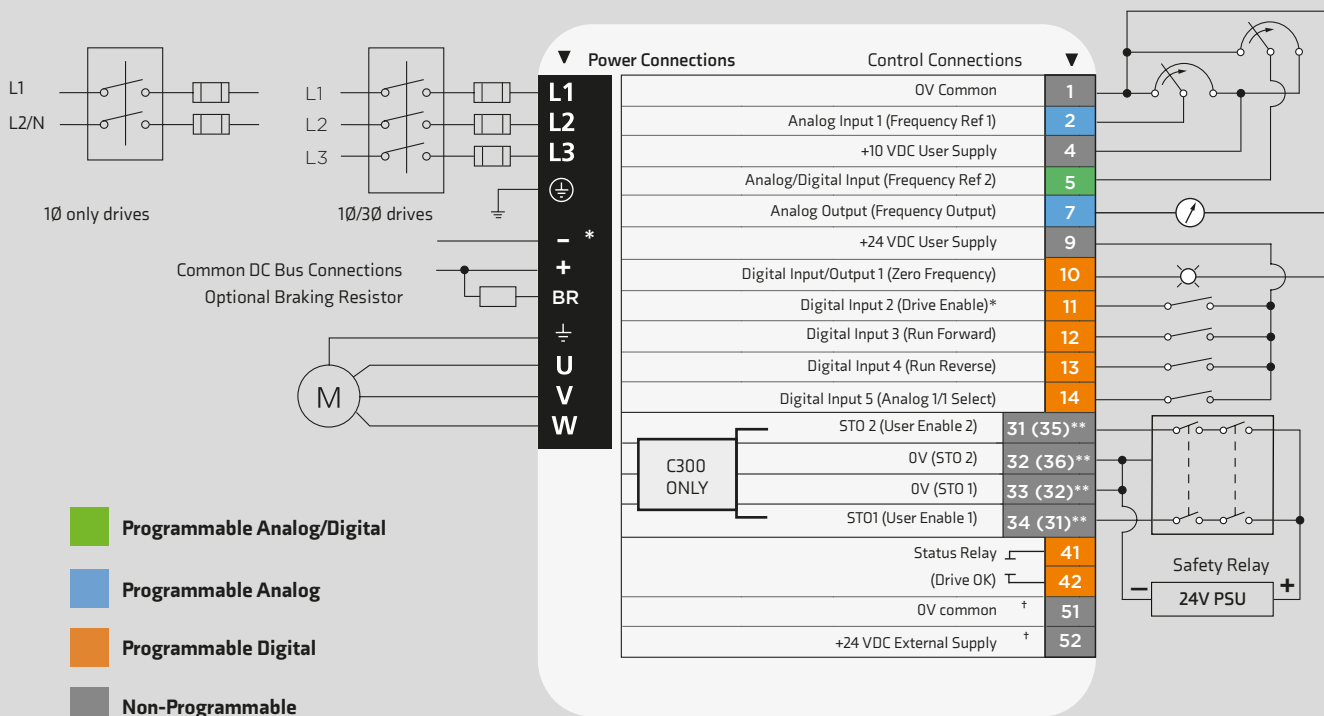 ▼ Power Connections
Control Connections ▼
L1
L2/N
1Ø only drives
L1
L2
L3
1Ø/3Ø drives
Common DC Bus Connections
Optional Braking Resistor
M
L1
L2
L3
– *
+
BR
U
V
W
0V Common 1
Analog Input 1 (Frequency Ref 1) 2
+10 VDC User Supply 4
Analog/Digital Input (Frequency Ref 2) 5
Analog Output (Frequency Output) 7
+24 VDC User Supply 9
Digital Input/Output 1 (Zero Frequency) 10
Digital Input 2 (Drive Enable)* 11
Digital Input 3 (Run Forward) 12
Digital Input 4 (Run Reverse) 13
Digital Input 5 (Analog 1/1 Select) 14
STO 2 (User Enable 2) 31 (35)**
0V (STO 2) 32 (36)**
0V (STO 1) 33 (32)**
STO1 (User Enable 1) 34 (31)**
C300
ONLY
Status Relay 41
(Drive OK) 42
0V common † 51
+24 VDC External Supply † 52
Safety Relay
– 24V PSU +
Programmable Analog/Digital
Programmable Analog
Programmable Digital
Non-Programmable